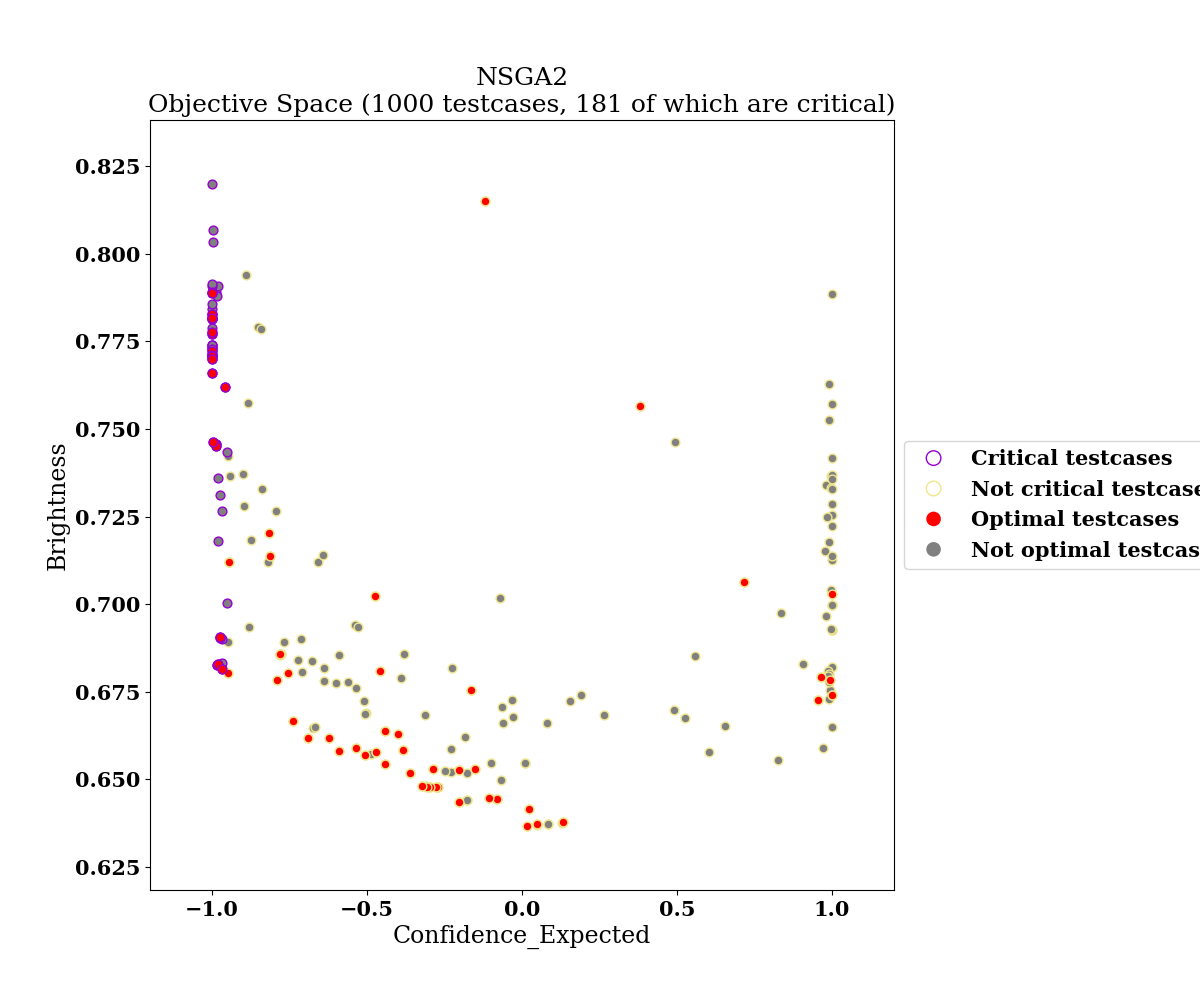 NSGA2
Objective Space (1000 testcases, 181 of which are critical)
0.825
0.800
0.775
0.750
0.725
0.700
0.675
0.650
0.625
Brightness
−1.0 −0.5 0.0 0.5 1.0
Confidence_Expected
Critical testcases
Not critical testcase
Optimal testcases
Not optimal testcas